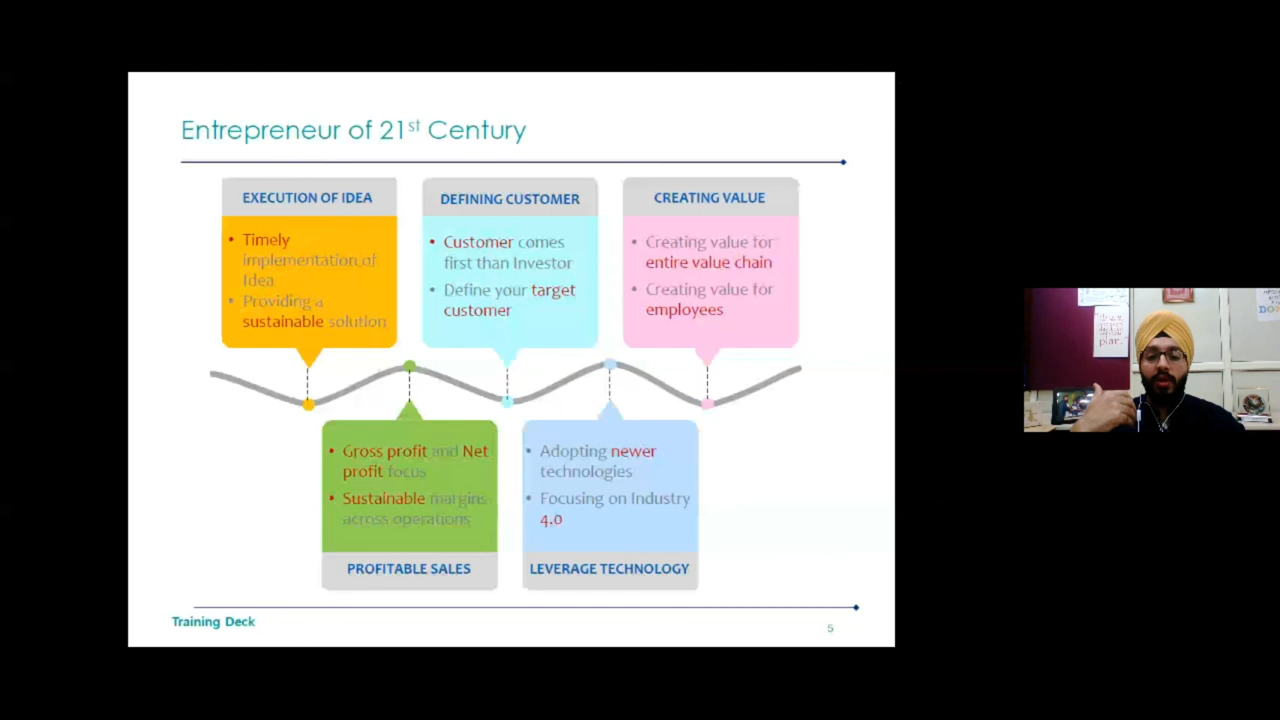 Entrepreneur of 21st Century
EXECUTION OF IDEA
• Timely
implementation of
Idea
• Providing a
sustainable solution
DEFINING CUSTOMER
• Customer comes
first than Investor
• Define your target
customer
CREATING VALUE
• Creating value for
entire value chain
• Creating value for
employees
• Gross profit and Net
profit focus
• Sustainable margins
across operations
PROFITABLE SALES
• Adopting newer
technologies
• Focusing on Industry
4.0
LEVERAGE TECHNOLOGY
Training Deck
5
plan.